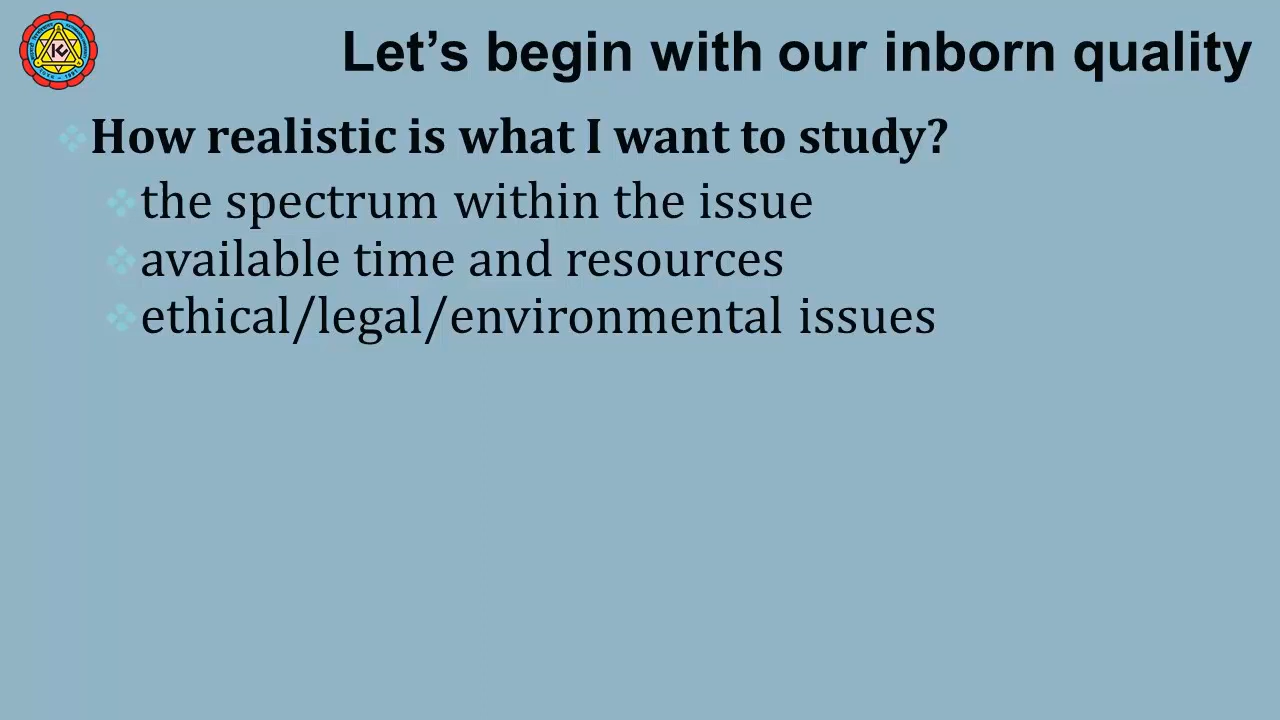 Let’s begin with our inborn quality
How realistic is what I want to study?
the spectrum within the issue
available time and resources
ethical/legal/environmental issues